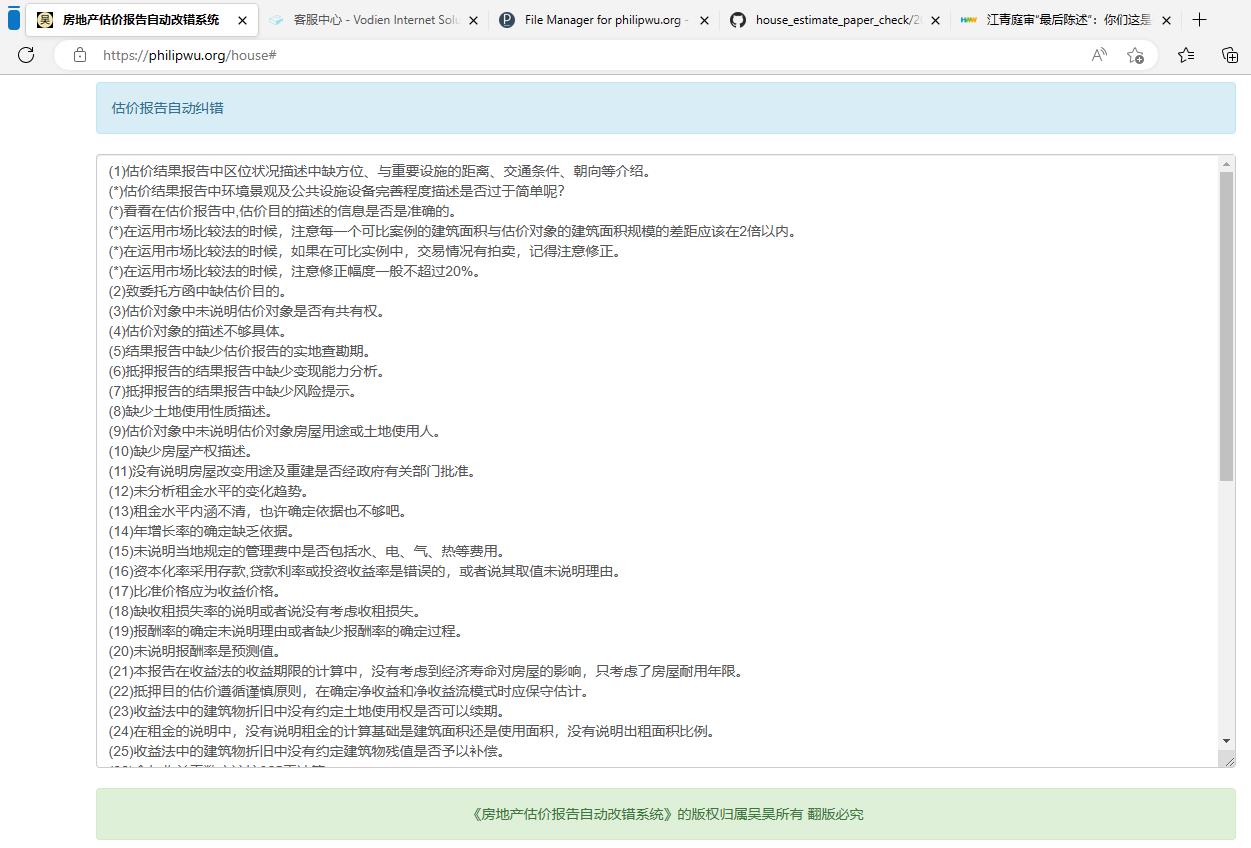 房地产估价报告自动改错系统
客服中心 - Vodien Internet Solu
File Manager for philipwu.org -
house_estimate_paper_check/2
江青庭审“最后陈述”：你们这是
https://philipwu.org/house#
估价报告自动纠错
(1)估价结果报告中区位状况描述中缺方位、与重要设施的距离、交通条件、朝向等介绍。
(*)估价结果报告中环境景观及公共设施设备完善程度描述是否过于简单呢?
(*)看看在估价报告中,估价目的描述的信息是否是准确的。
(*)在运用市场比较法的时候，注意每一个可比案例的建筑面积与估价对象的建筑面积规模的差距应该在2倍以内。
(*)在运用市场比较法的时候，如果在可比实例中，交易情况有拍卖，记得注意修正。
(*)在运用市场比较法的时候，注意修正幅度一般不超过20%。
(2)致委托方函中缺估价目的。
(3)估价对象中未说明估价对象是否有共有权。
(4)估价对象的描述不够具体。
(5)结果报告中缺少估价报告的实地查勘期。
(6)抵押报告的结果报告中缺少变现能力分析。
(7)抵押报告的结果报告中缺少风险提示。
(8)缺少土地使用性质描述。
(9)估价对象中未说明估价对象房屋用途或土地使用人。
(10)缺少房屋产权描述。
(11)没有说明房屋改变用途及重建是否经政府有关部门批准。
(12)未分析租金水平的变化趋势。
(13)租金水平内涵不清，也许确定依据也不够吧。
(14)年增长率的确定缺乏依据。
(15)未说明当地规定的管理费中是否包括水、电、气、热等费用。
(16)资本化率采用存款,贷款利率或投资收益率是错误的，或者说其取值未说明理由。
(17)比准价格应为收益价格。
(18)缺收租损失率的说明或者说没有考虑收租损失。
(19)报酬率的确定未说明理由或者缺少报酬率的确定过程。
(20)未说明报酬率是预测值。
(21)本报告在收益法的收益期限的计算中，没有考虑到经济寿命对房屋的影响，只考虑了房屋耐用年限。
(22)抵押目的估价遵循谨慎原则，在确定净收益和净收益流模式时应保守估计。
(23)收益法中的建筑物折旧中没有约定土地使用权是否可以续期。
(24)在租金的说明中，没有说明租金的计算基础是建筑面积还是使用面积，没有说明出租面积比例。
(25)收益法中的建筑物折旧中没有约定建筑物残值是否予以补偿。
《房地产估价报告自动改错系统》的版权归属吴昊所有 翻版必究